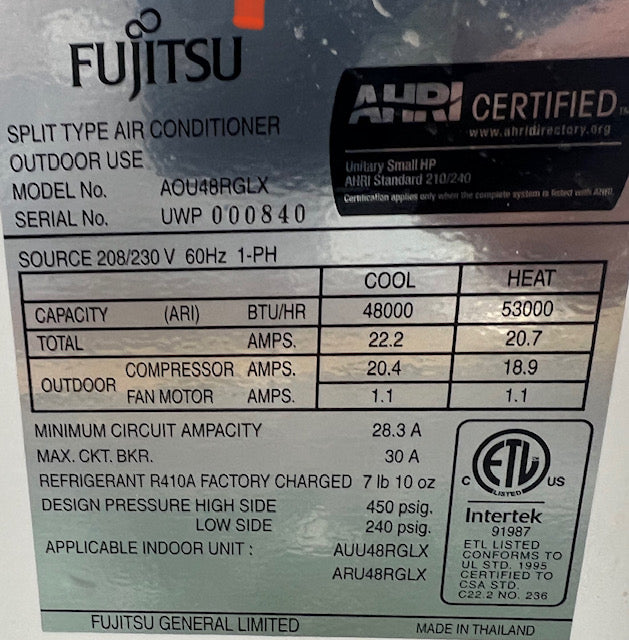 FUJITSU
AHRI CERTIFIED™
www.ahridirectory.org
Unitary Small HP
AHRI Standard 210/240
Certification applies only when the complete system is listed with AHRI.
SPLIT TYPE AIR CONDITIONER
OUTDOOR USE
MODEL No. AOU48RGLX
SERIAL No. UWP 000840
SOURCE 208/230 V 60Hz 1-PH
COOL HEAT
CAPACITY (ARI) BTU/HR 48000 53000
TOTAL AMPS. 22.2 20.7
OUTDOOR COMPRESSOR AMPS. 20.4 18.9
FAN MOTOR AMPS. 1.1 1.1
MINIMUM CIRCUIT AMPACITY 28.3 A
MAX. CKT. BKR. 30 A
REFRIGERANT R410A FACTORY CHARGED 7 lb 10 oz
DESIGN PRESSURE HIGH SIDE 450 psig.
LOW SIDE 240 psig.
APPLICABLE INDOOR UNIT : AUU48RGLX
ARU48RGLX
C ETL US
LISTED
Intertek
91987
ETL LISTED
CONFORMS TO
UL STD. 1995
CERTIFIED TO
CSA STD.
C22.2 NO. 236
FUJITSU GENERAL LIMITED
MADE IN THAILAND